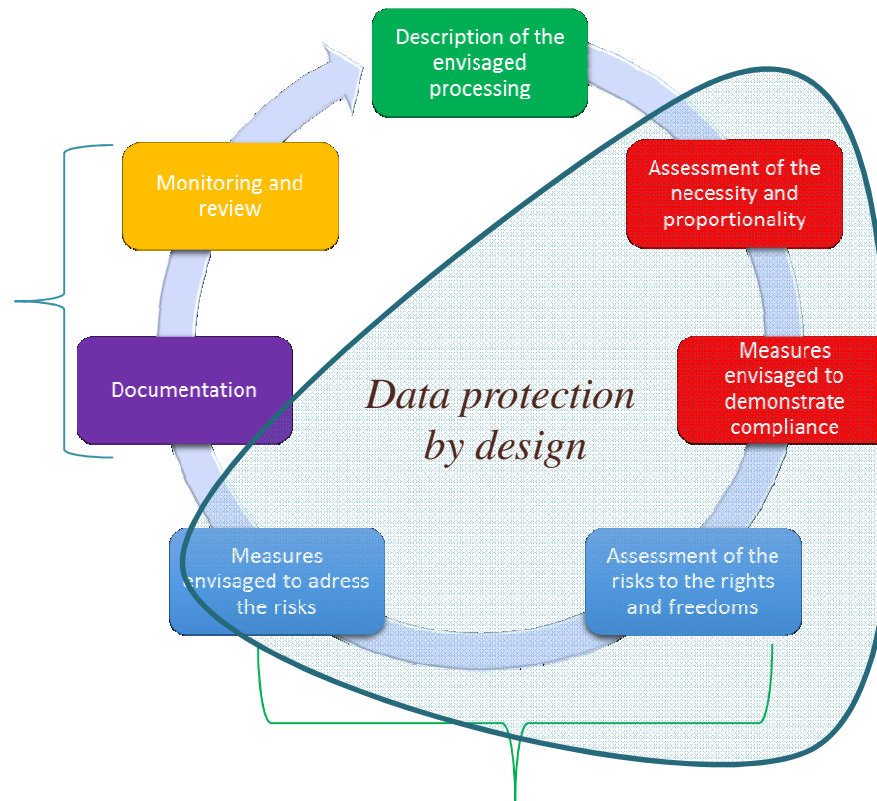 Description of the
envisaged
processing
Assessment of the
necessity and
proportionality
Measures
envisaged to
demonstrate
compliance
Assessment of the
risks to the rights
and freedoms
Measures
envisaged to adress
the risks
Documentation
Monitoring and
review
Data protection
by design